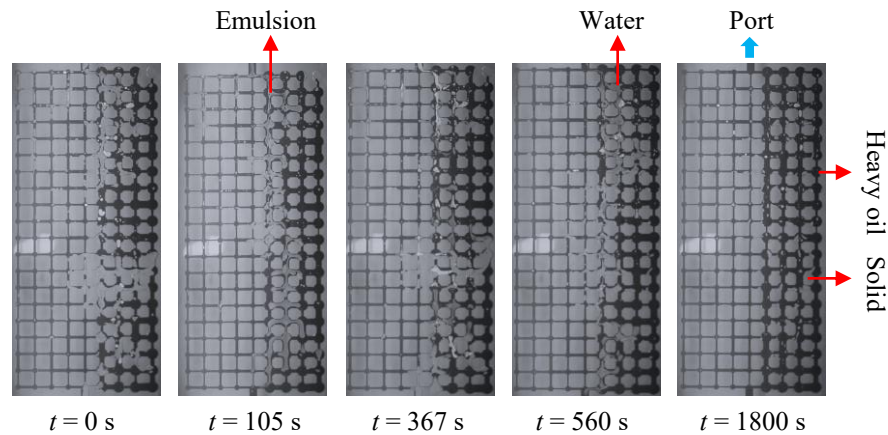 Emulsion
Water
Port
Heavy oil
Solid
t = 0 s
t = 105 s
t = 367 s
t = 560 s
t = 1800 s